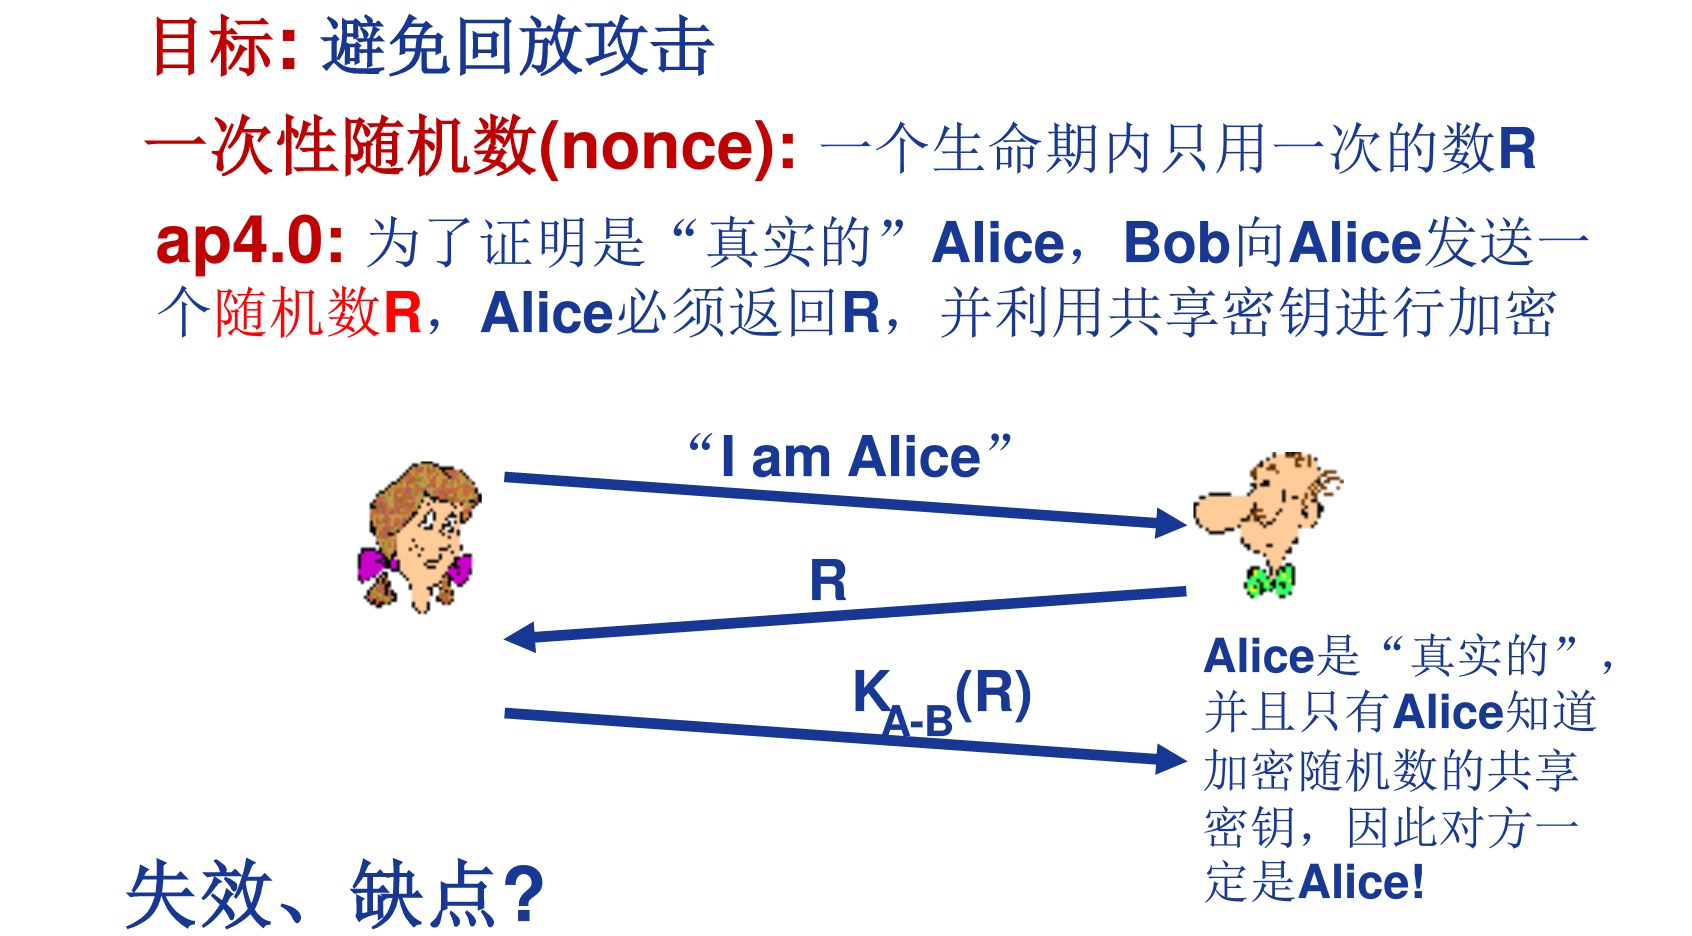 目标: 避免回放攻击
一次性随机数(nonce): 一个生命期内只用一次的数R
ap4.0: 为了证明是“真实的”Alice，Bob向Alice发送一
个随机数R，Alice必须返回R，并利用共享密钥进行加密
“I am Alice”
R
K_A-B(R)
Alice是“真实的”，
并且只有Alice知道
加密随机数的共享
密钥，因此对方一
定是Alice!
失效、缺点?